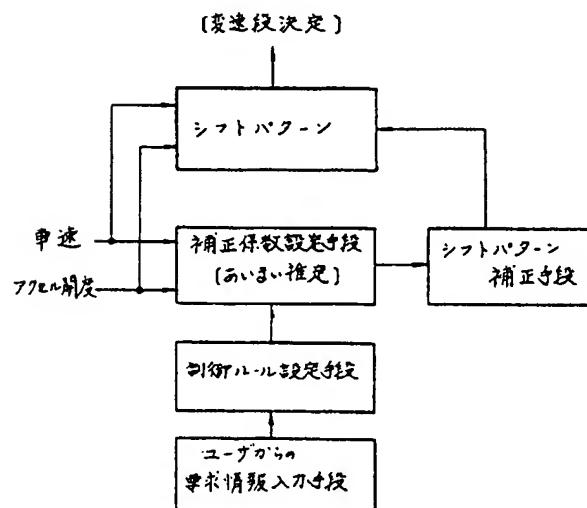 (変速段決定)
シフトパターン
車速
アクセル開度
補正係数設定手段
(あいまい推定)
シフトパターン
補正手段
制御ルール設定手段
ユーザからの
要求情報入力手段